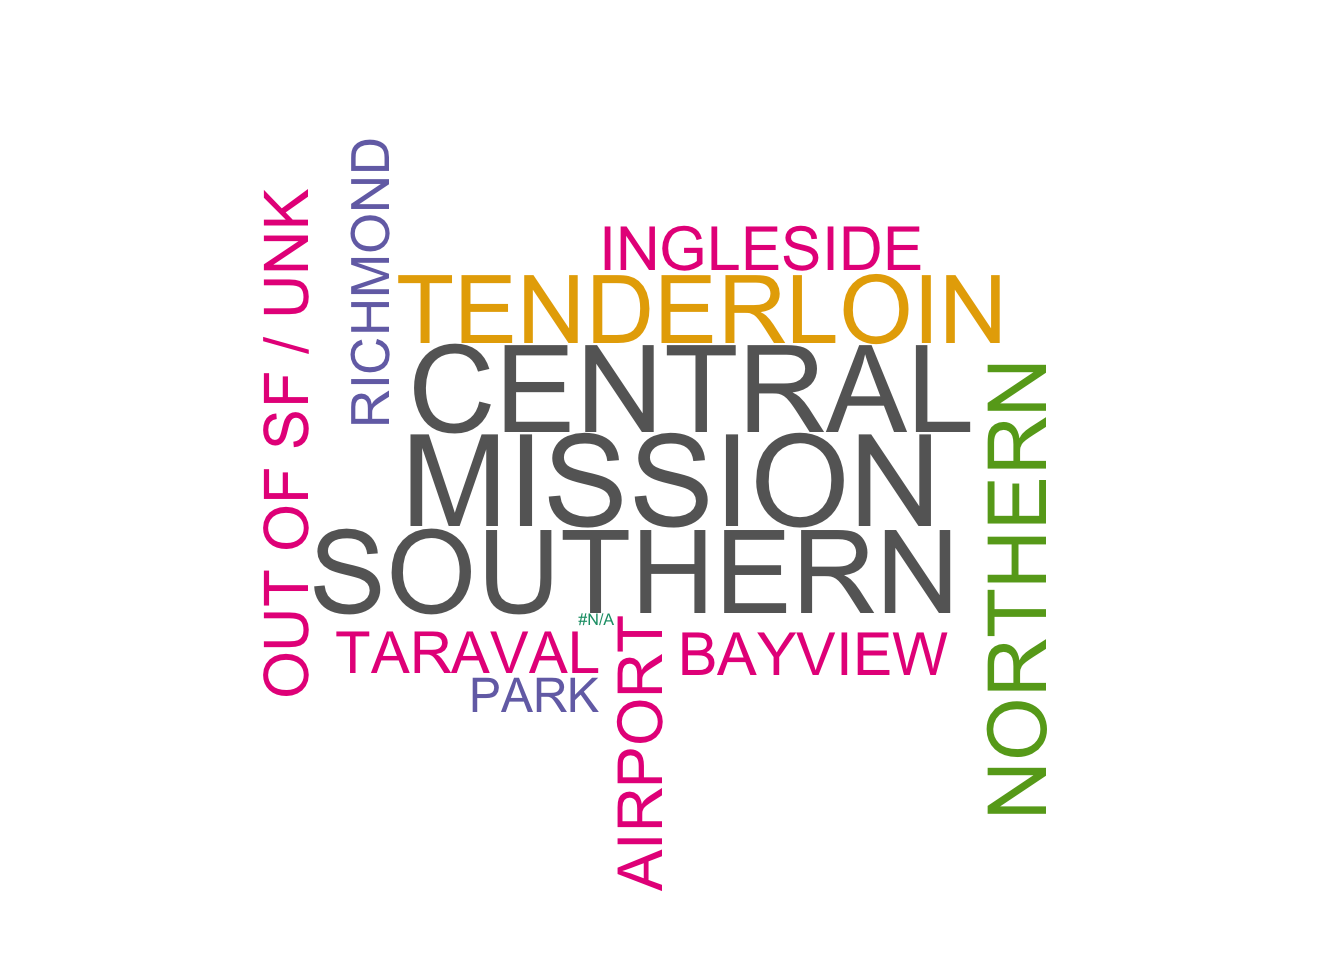 OUT OF SF / UNK
RICHMOND
INGLESIDE
TENDERLOIN
CENTRAL
MISSION
SOUTHERN
NORTHERN
#N/A
TARAVAL
BAYVIEW
PARK
AIRPORT